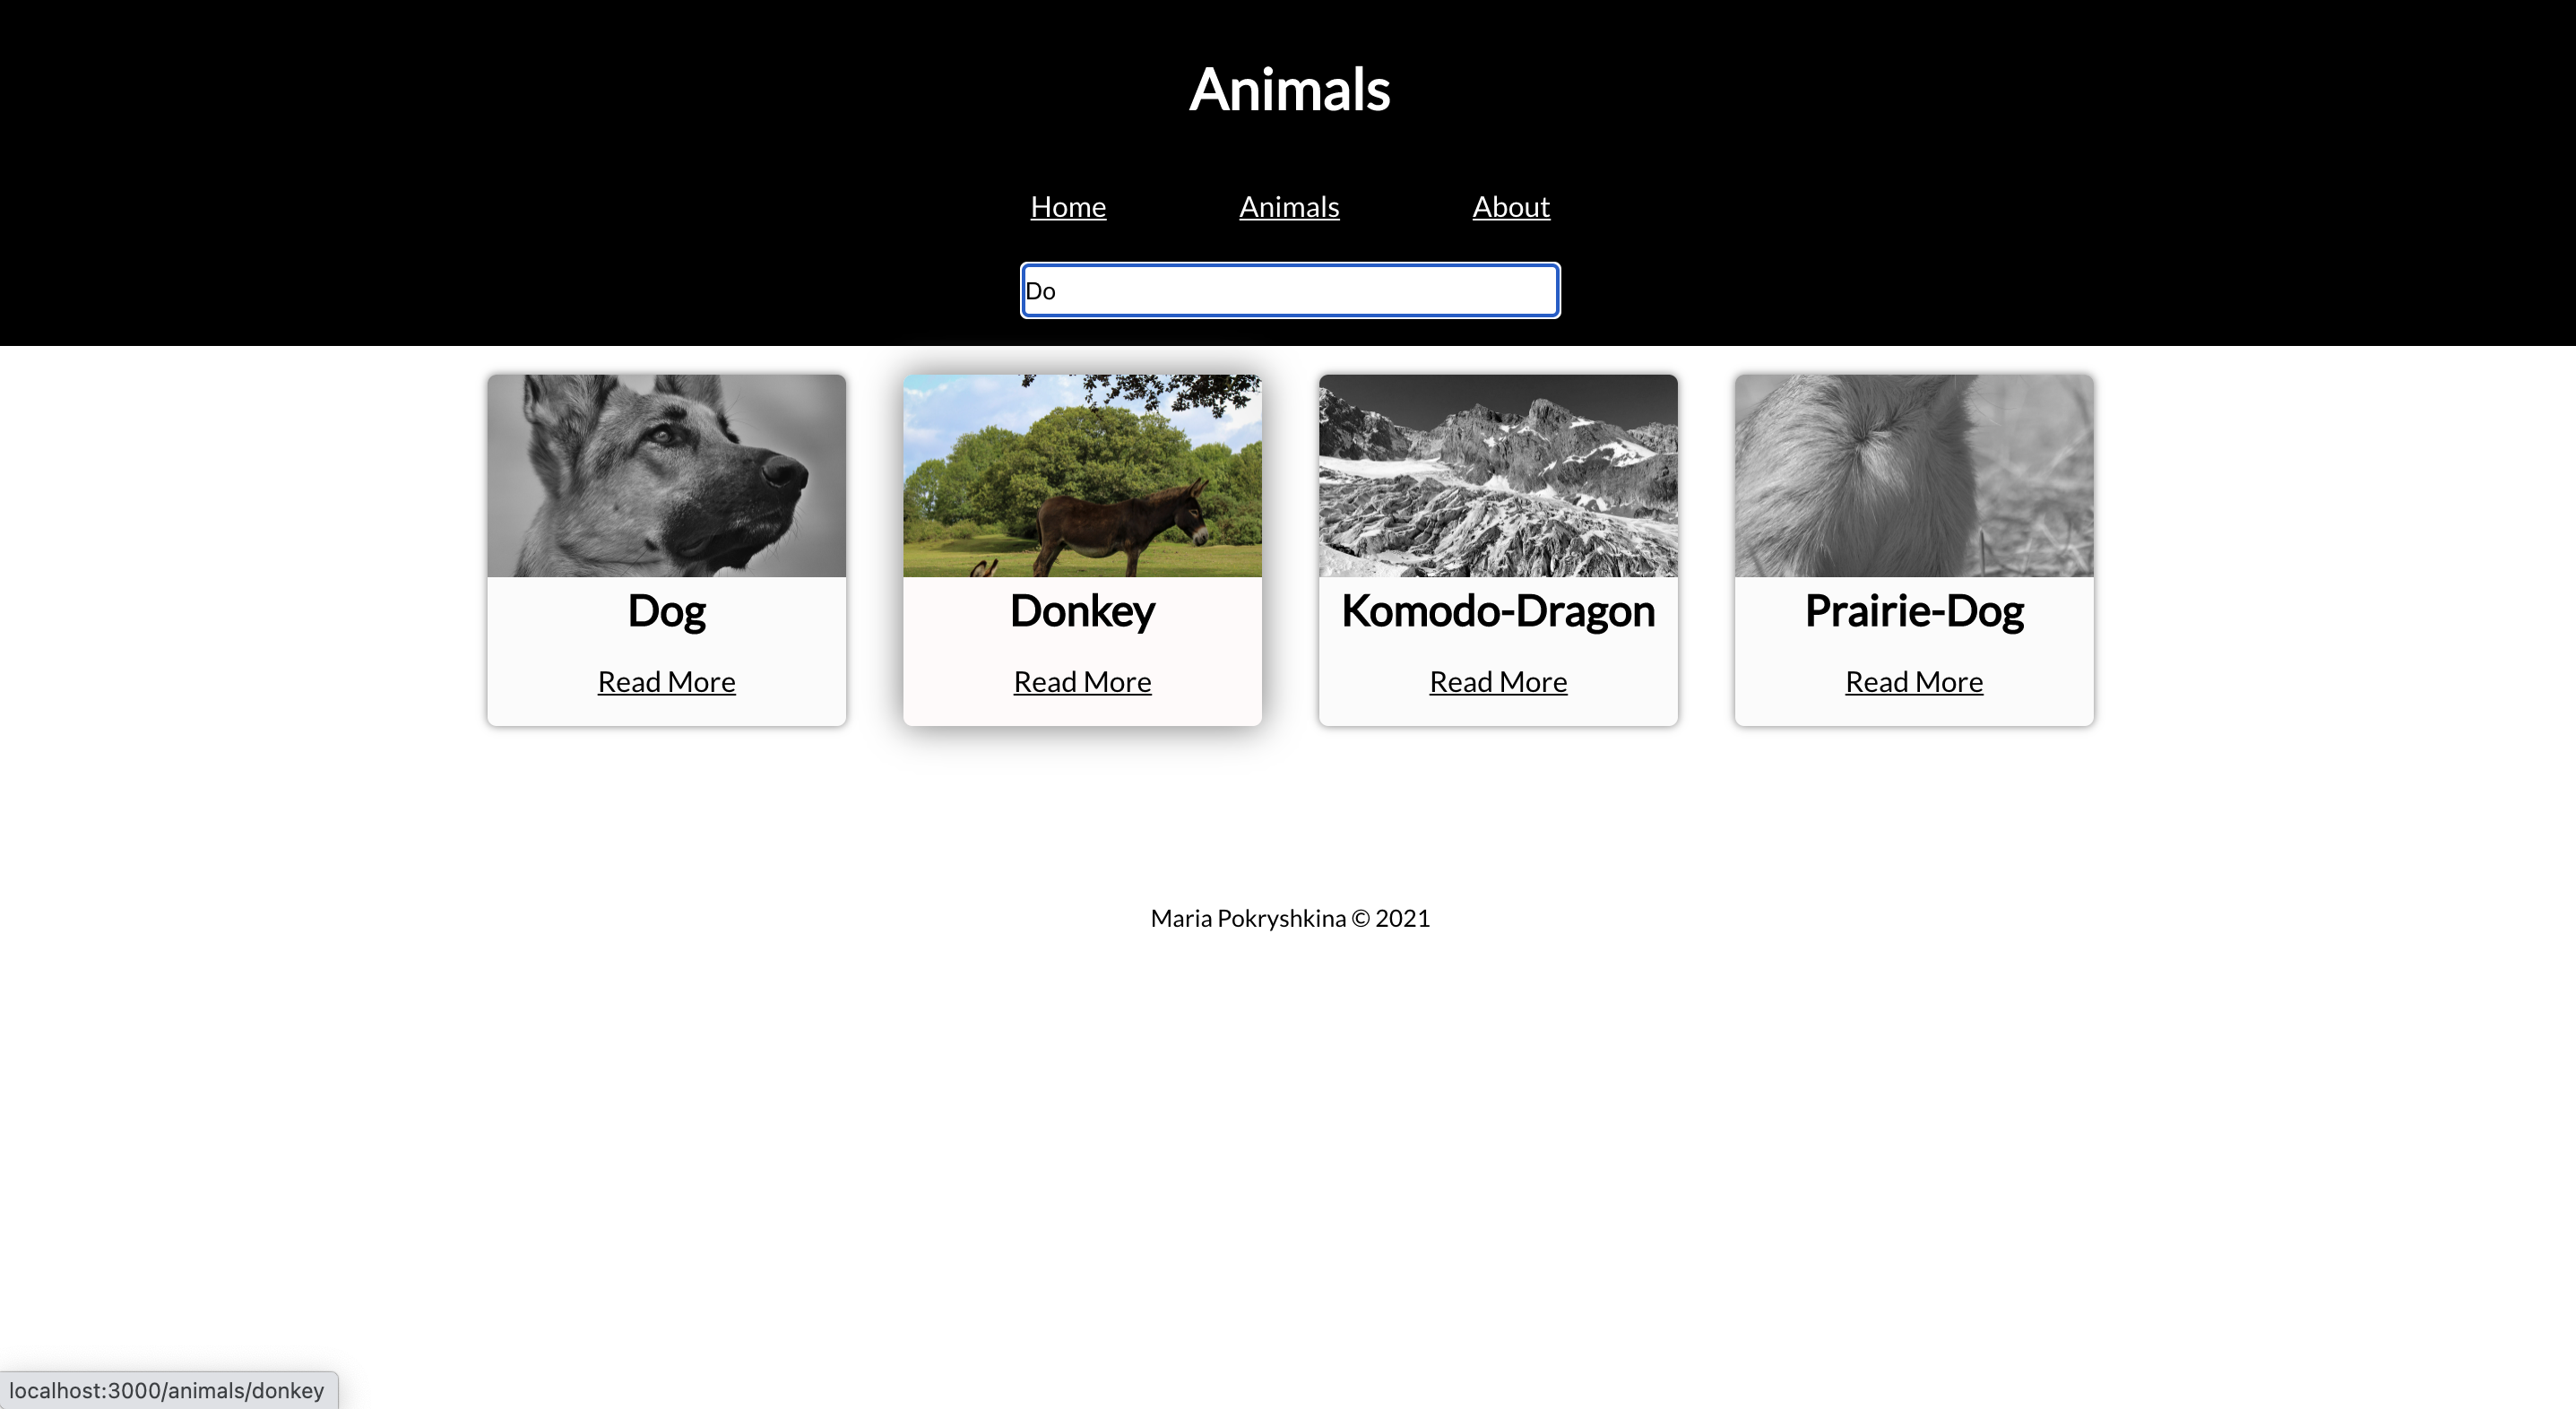 Animals
Home Animals About
Do
Dog Donkey Komodo-Dragon Prairie-Dog
Read More Read More Read More Read More
Maria Pokryshkina © 2021
localhost:3000/animals/donkey